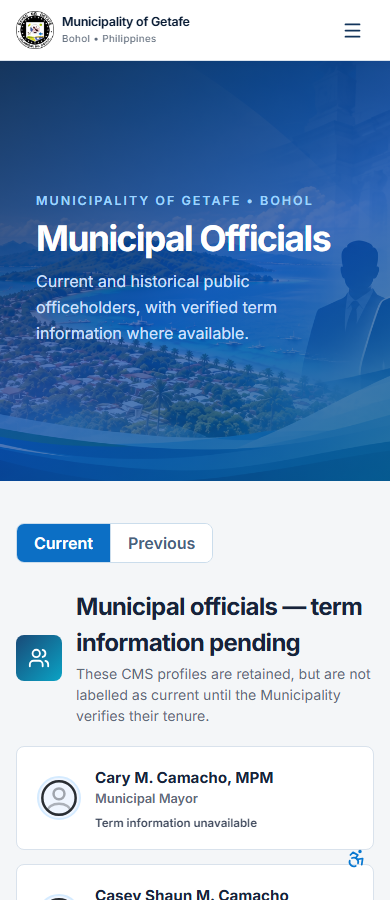 Municipality of Getafe
Bohol • Philippines
MUNICIPALITY OF GETAFE • BOHOL
Municipal Officials
Current and historical public
officeholders, with verified term
information where available.
Current
Previous
Municipal officials — term
information pending
These CMS profiles are retained, but are not
labelled as current until the Municipality
verifies their tenure.
Cary M. Camacho, MPM
Municipal Mayor
Term information unavailable
Casey Shaun M. Camacho